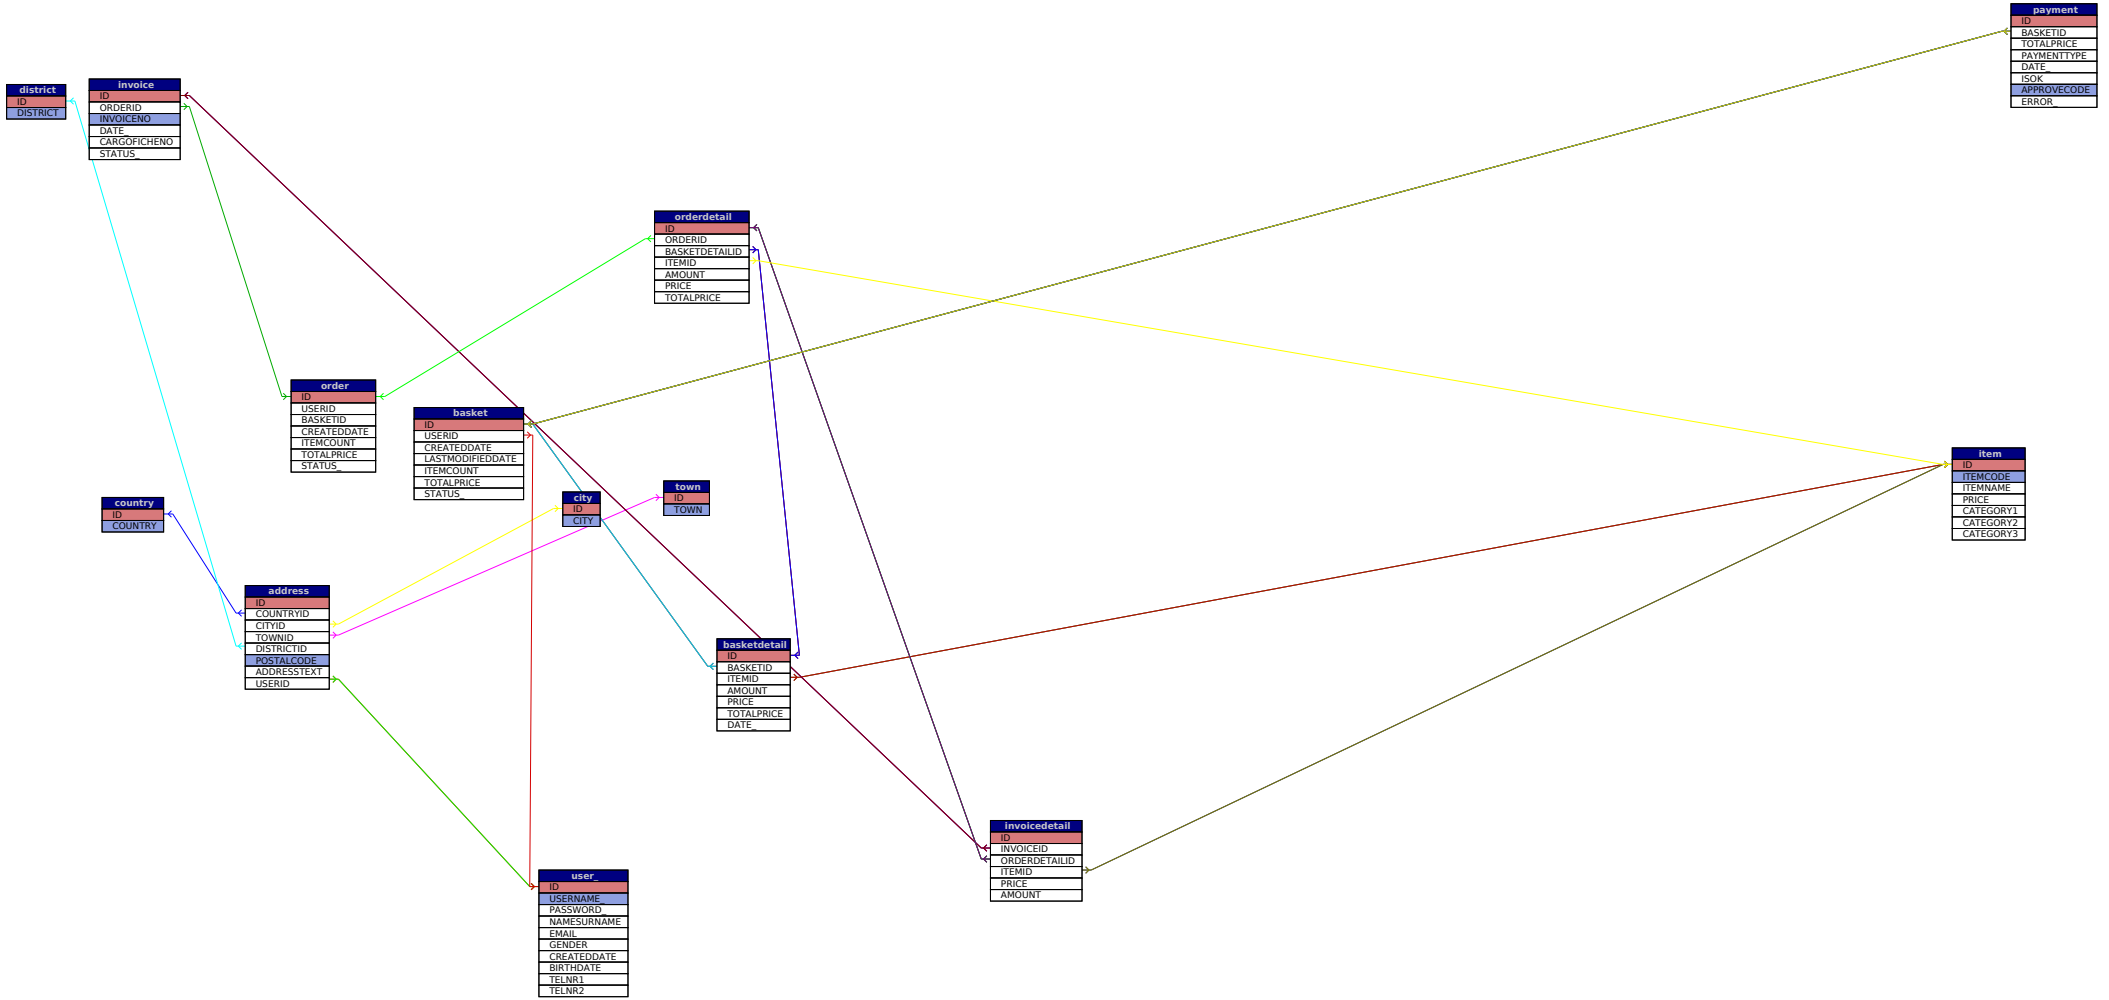 payment
ID
BASKETID
TOTALPRICE
PAYMENTTYPE
DATE_
ISOK
APPROVECODE
ERROR_
district
ID
DISTRICT
invoice
ID
ORDERID
INVOICENO
DATE_
CARGOFICHENO
STATUS_
orderdetail
ID
ORDERID
BASKETDETAILID
ITEMID
AMOUNT
PRICE
TOTALPRICE
order
ID
USERID
BASKETID
CREATEDDATE
ITEMCOUNT
TOTALPRICE
STATUS_
basket
ID
USERID
CREATEDDATE
LASTMODIFIEDDATE
ITEMCOUNT
TOTALPRICE
STATUS_
item
ID
ITEMCODE
ITEMNAME
PRICE
CATEGORY1
CATEGORY2
CATEGORY3
country
ID
COUNTRY
city
ID
CITY
town
ID
TOWN
address
ID
COUNTRYID
CITYID
TOWNID
DISTRICTID
POSTALCODE
ADDRESSTEXT
USERID
basketdetail
ID
BASKETID
ITEMID
AMOUNT
PRICE
TOTALPRICE
DATE_
invoicedetail
ID
INVOICEID
ORDERDETAILID
ITEMID
PRICE
AMOUNT
user_
ID
USERNAME_
PASSWORD_
NAMESURNAME
EMAIL
GENDER
CREATEDDATE
BIRTHDATE
TELNR1
TELNR2